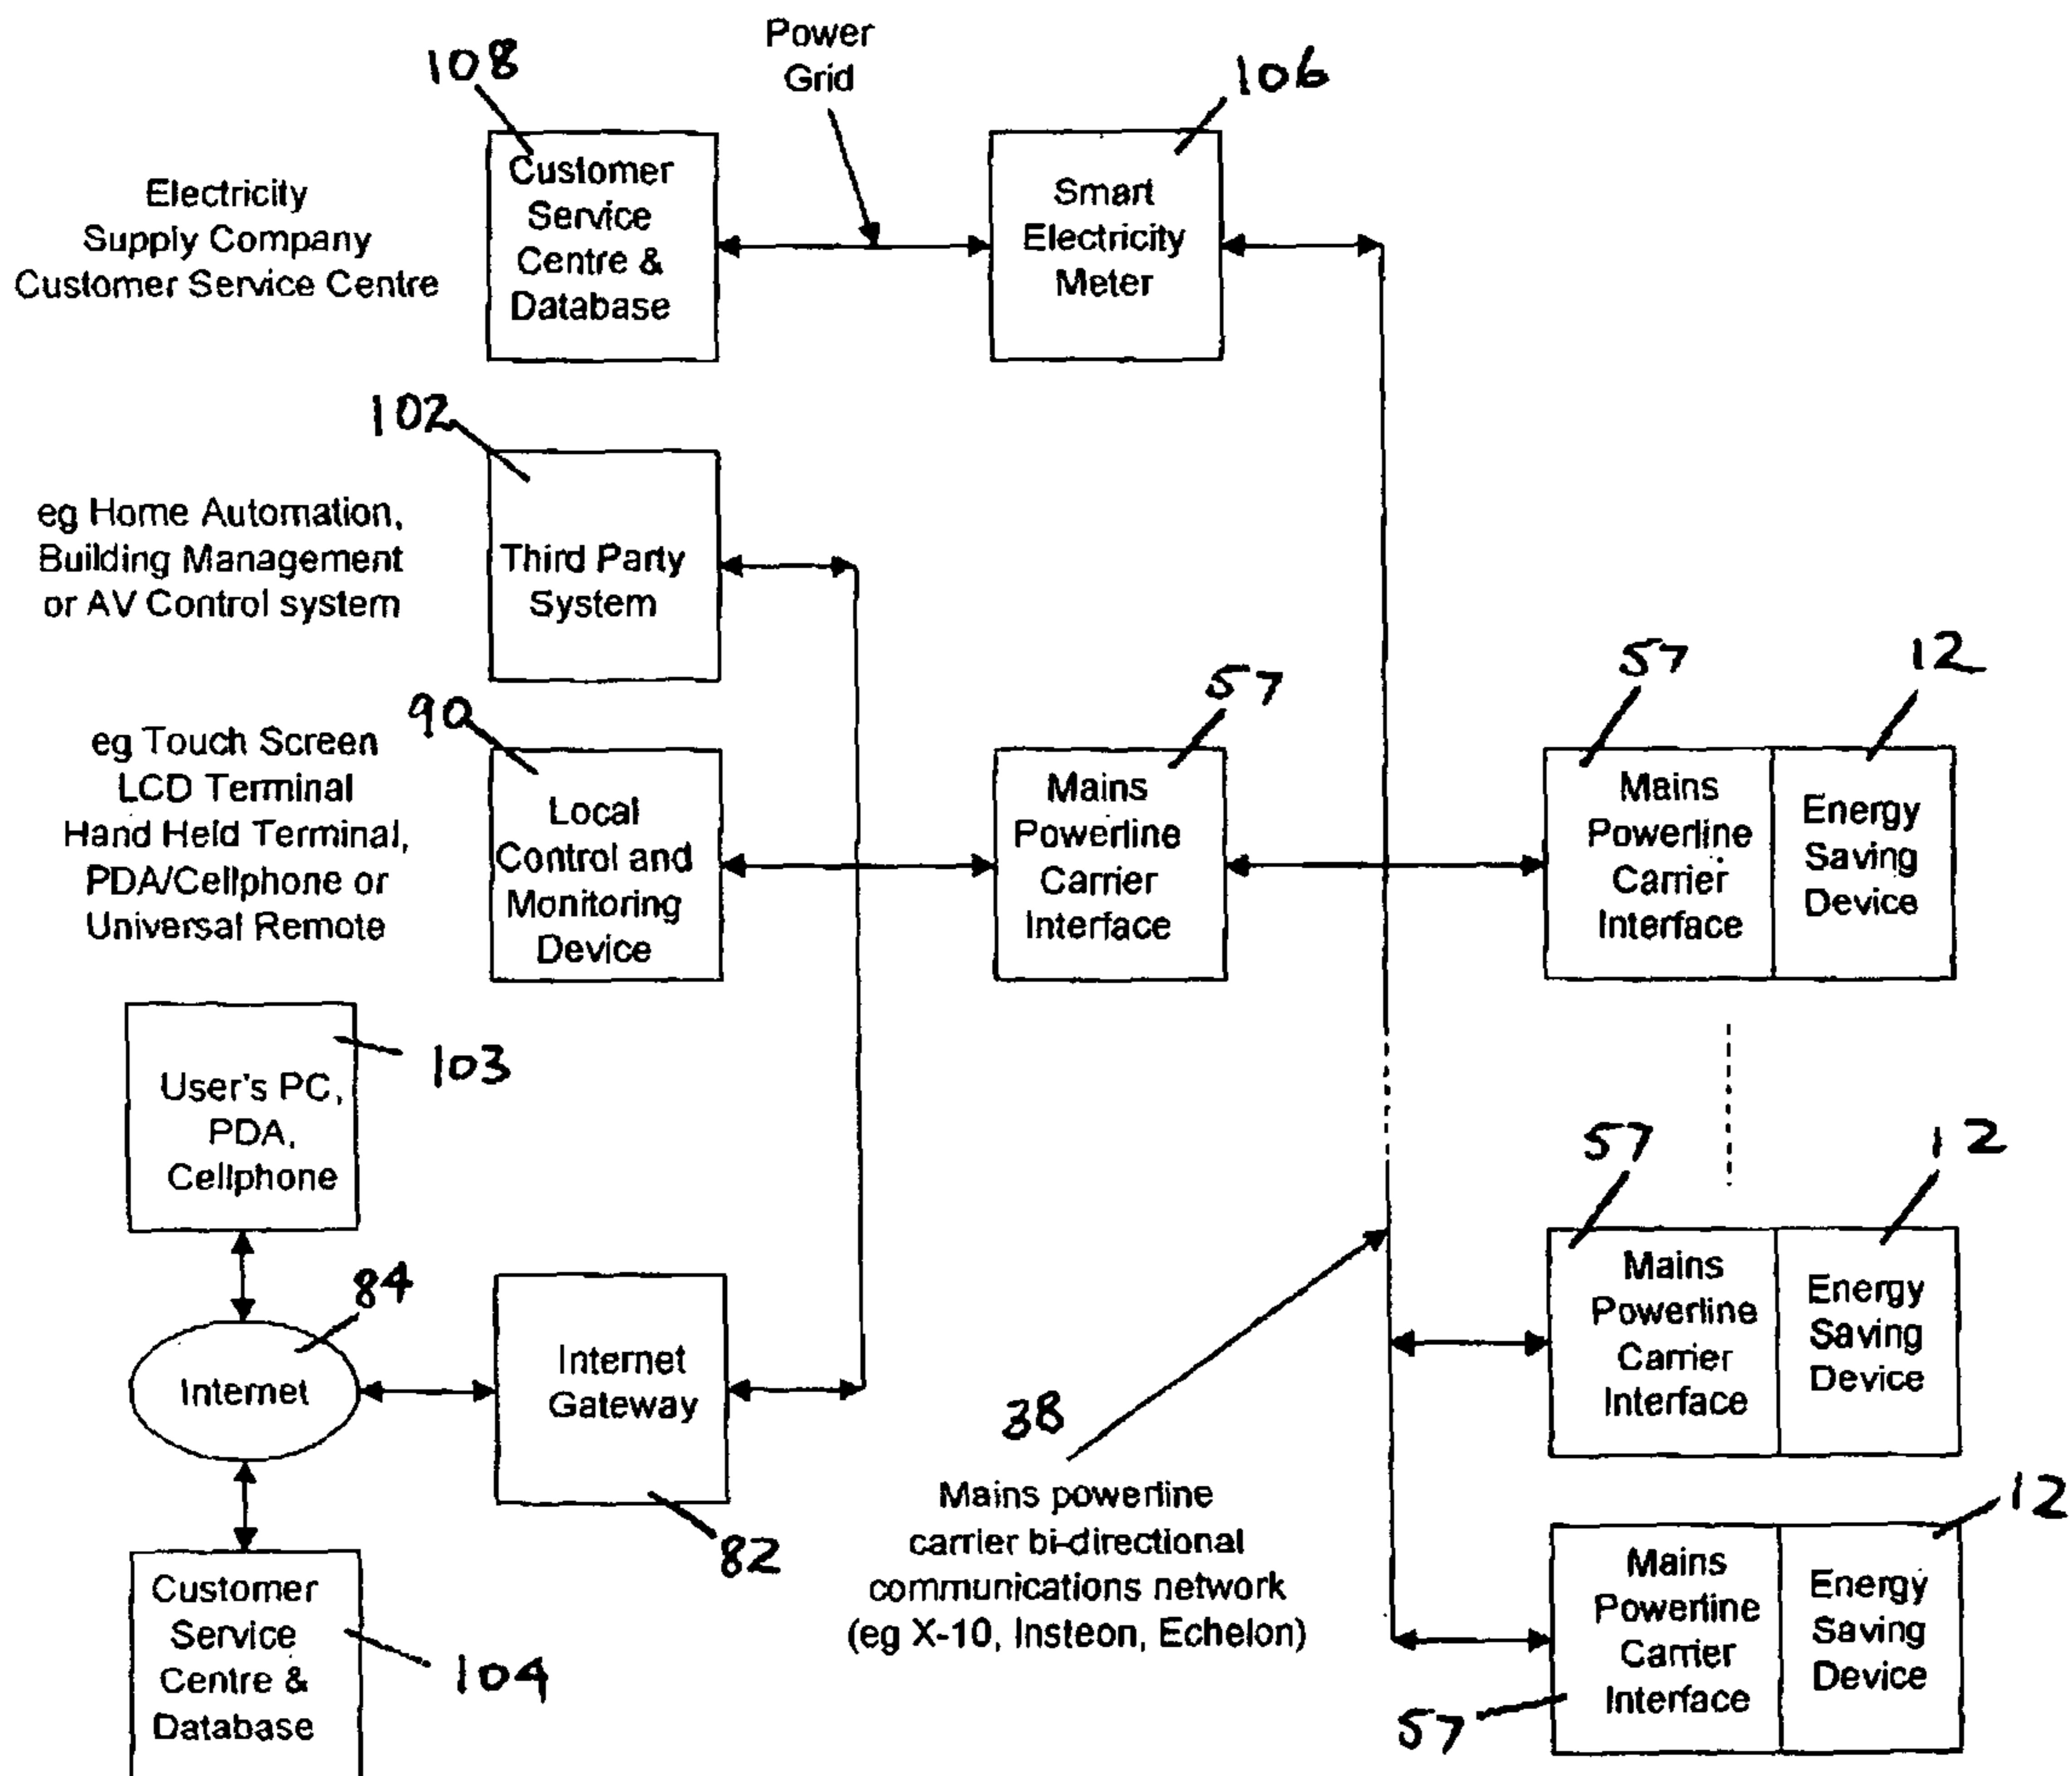 Power
Grid
108
106
Electricity
Supply Company
Customer Service Centre
Customer
Service
Centre &
Database
Smart
Electricity
Meter
102
eg Home Automation,
Building Management
or AV Control system
Third Party
System
90
eg Touch Screen
LCD Terminal
Hand Held Terminal,
PDA/Cellphone or
Universal Remote
Local
Control and
Monitoring
Device
57
Mains
Powerline
Carrier
Interface
57
12
Mains
Powerline
Carrier
Interface
Energy
Saving
Device
103
User's PC,
PDA,
Cellphone
84
Internet
Internet
Gateway
82
Customer
Service
Centre &
Database
104
38
Mains powerline
carrier bi-directional
communications network
(eg X-10, Insteon, Echelon)
57
12
Mains
Powerline
Carrier
Interface
Energy
Saving
Device
12
Mains
Powerline
Carrier
Interface
Energy
Saving
Device
57